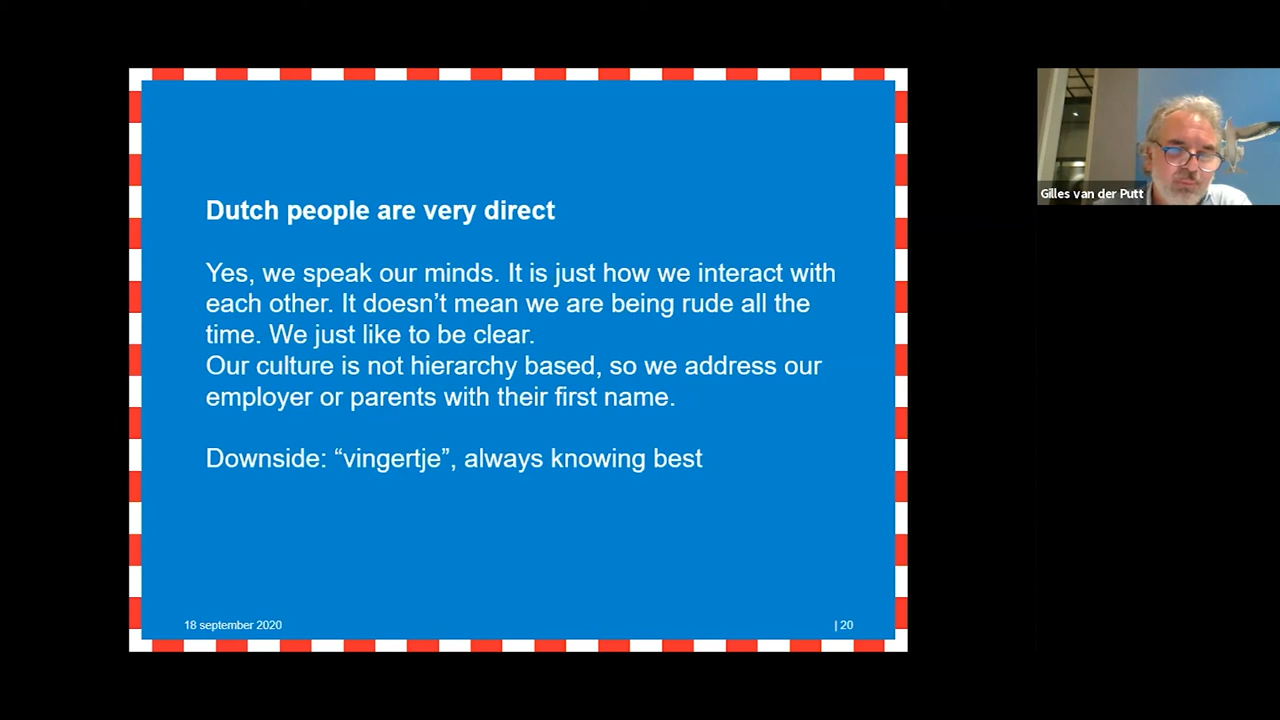 Dutch people are very direct
Yes, we speak our minds. It is just how we interact with
each other. It doesn’t mean we are being rude all the
time. We just like to be clear.
Our culture is not hierarchy based, so we address our
employer or parents with their first name.
Downside: “vingertje”, always knowing best
18 september 2020
| 20
Gilles van der Putt